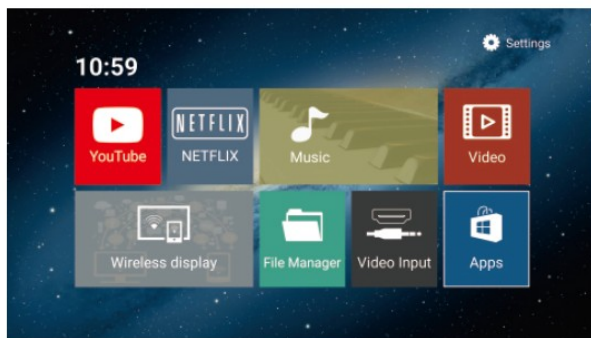 Settings
10:59
YouTube
NETFLIX
NETFLIX
Music
Video
Wireless display
File Manager
Video Input
Apps